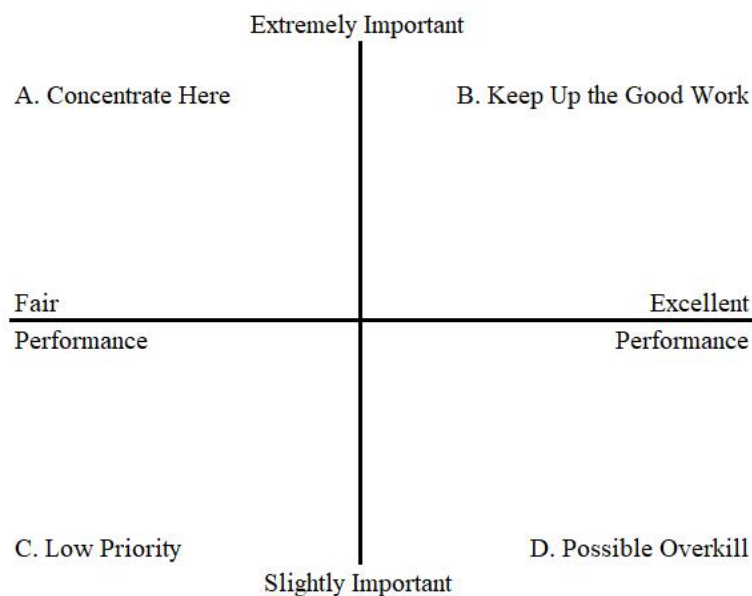 Extremely Important
A. Concentrate Here
B. Keep Up the Good Work
Fair
Excellent
Performance
Performance
C. Low Priority
D. Possible Overkill
Slightly Important